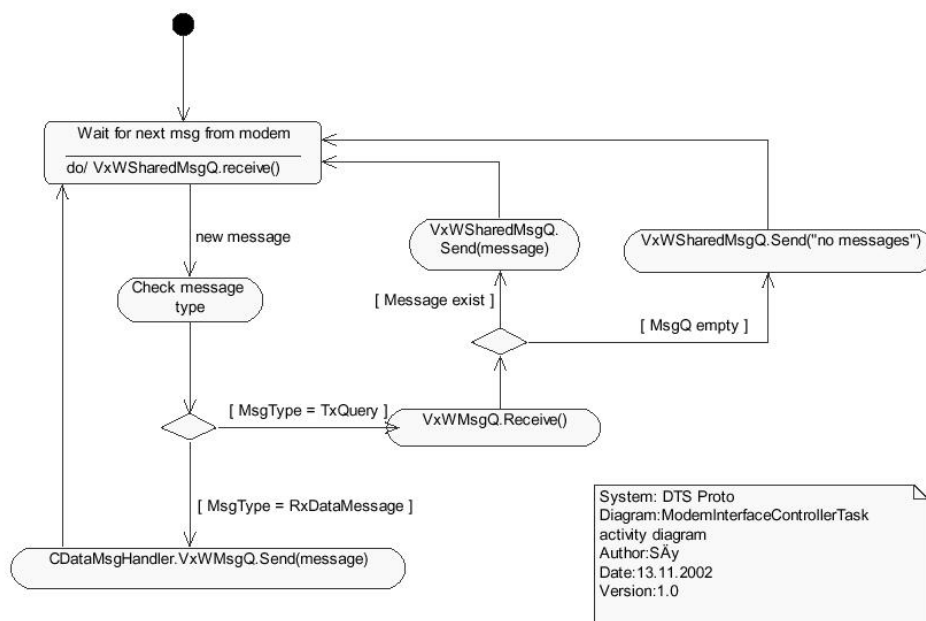 Wait for next msg from modem
do/ VxWSharedMsgQ.receive()
new message
Check message
type
[ MsgType = TxQuery ]
[ MsgType = RxDataMessage ]
CDataMsgHandler.VxWMsgQ.Send(message)
VxWMsgQ.Receive()
[ Message exist ]
[ MsgQ empty ]
VxWSharedMsgQ.
Send(message)
VxWSharedMsgQ.Send("no messages")
System: DTS Proto
Diagram:ModemInterfaceControllerTask
activity diagram
Author:SÄy
Date:13.11.2002
Version:1.0